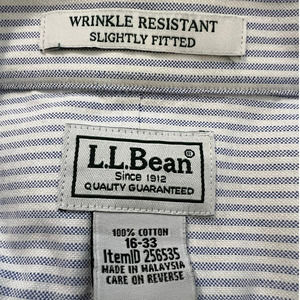 WRINKLE RESISTANT
SLIGHTLY FITTED
L.L.Bean®
Since 1912
QUALITY GUARANTEED
100% COTTON
16-33
ItemID 256535
MADE IN MALAYSIA
CARE ON REVERSE